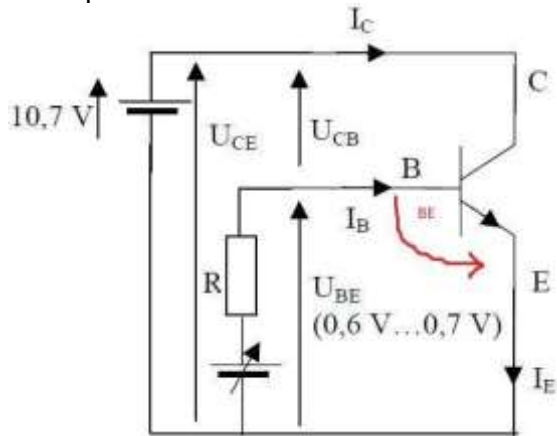 I_C
C
10,7 V
U_CE
U_CB
B
BE
I_B
R
U_BE
E
(0,6 V...0,7 V)
I_E